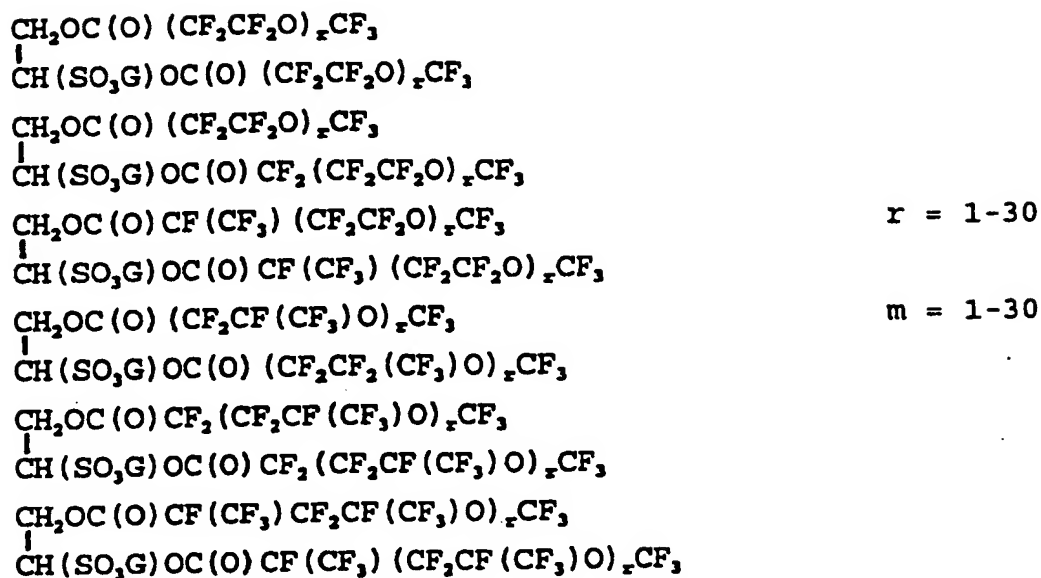 CH₂OC(O)(CF₂CF₂O)ᵣCF₃
CH(SO₃G)OC(O)(CF₂CF₂O)ᵣCF₃
CH₂OC(O)(CF₂CF₂O)ᵣCF₃
CH(SO₃G)OC(O)CF₂(CF₂CF₂O)ᵣCF₃
CH₂OC(O)CF(CF₃)(CF₂CF₂O)ᵣCF₃ r = 1-30
CH(SO₃G)OC(O)CF(CF₃)(CF₂CF₂O)ᵣCF₃
CH₂OC(O)(CF₂CF(CF₃)O)ᵣCF₃ m = 1-30
CH(SO₃G)OC(O)(CF₂CF₂(CF₃)O)ᵣCF₃
CH₂OC(O)CF₂(CF₂CF(CF₃)O)ᵣCF₃
CH(SO₃G)OC(O)CF₂(CF₂CF(CF₃)O)ᵣCF₃
CH₂OC(O)CF(CF₃)CF₂CF(CF₃)O)ᵣCF₃
CH(SO₃G)OC(O)CF(CF₃)(CF₂CF(CF₃)O)ᵣCF₃